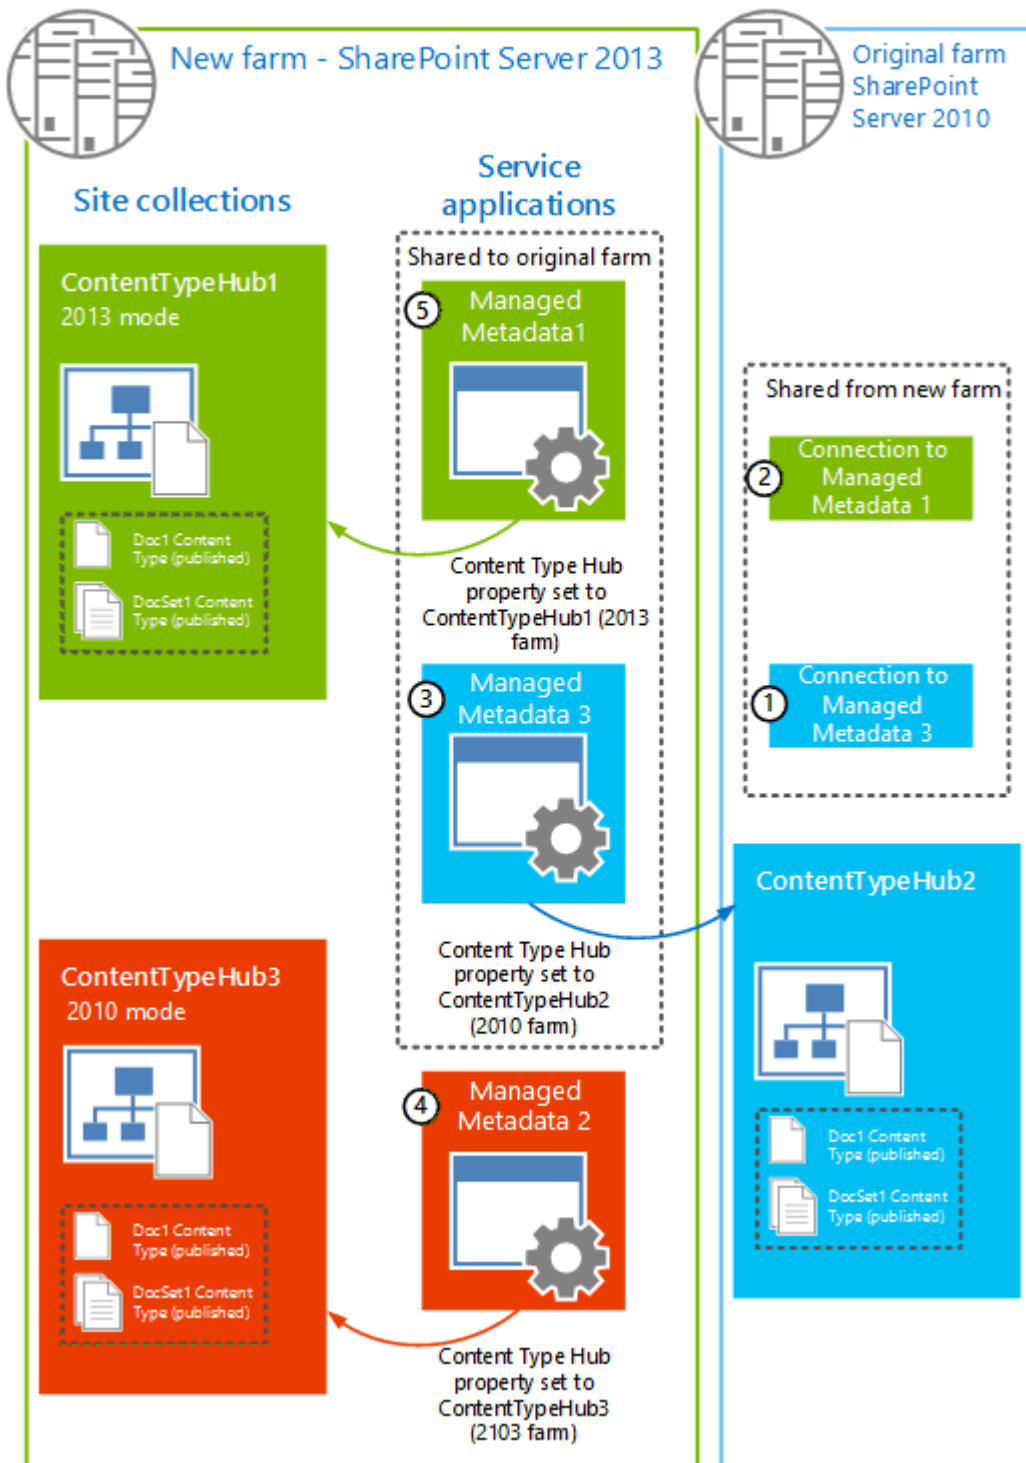 New farm - SharePoint Server 2013
Original farm
SharePoint
Server 2010
Site collections
Service
applications
ContentTypeHub1
2013 mode
Doc1 Content
Type (published)
DocSet1 Content
Type (published)
Shared to original farm
5
Managed
Metadata1
Content Type Hub
property set to
ContentTypeHub1 (2013
farm)
3
Managed
Metadata 3
Content Type Hub
property set to
ContentTypeHub2
(2010 farm)
Shared from new farm
2
Connection to
Managed
Metadata 1
1
Connection to
Managed
Metadata 3
ContentTypeHub2
Doc1 Content
Type (published)
DocSet1 Content
Type (published)
ContentTypeHub3
2010 mode
Doc1 Content
Type (published)
DocSet1 Content
Type (published)
4
Managed
Metadata 2
Content Type Hub
property set to
ContentTypeHub3
(2103 farm)